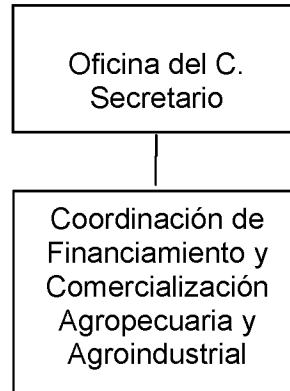 Oficina del C.
Secretario
Coordinación de
Financiamiento y
Comercialización
Agropecuaria y
Agroindustrial